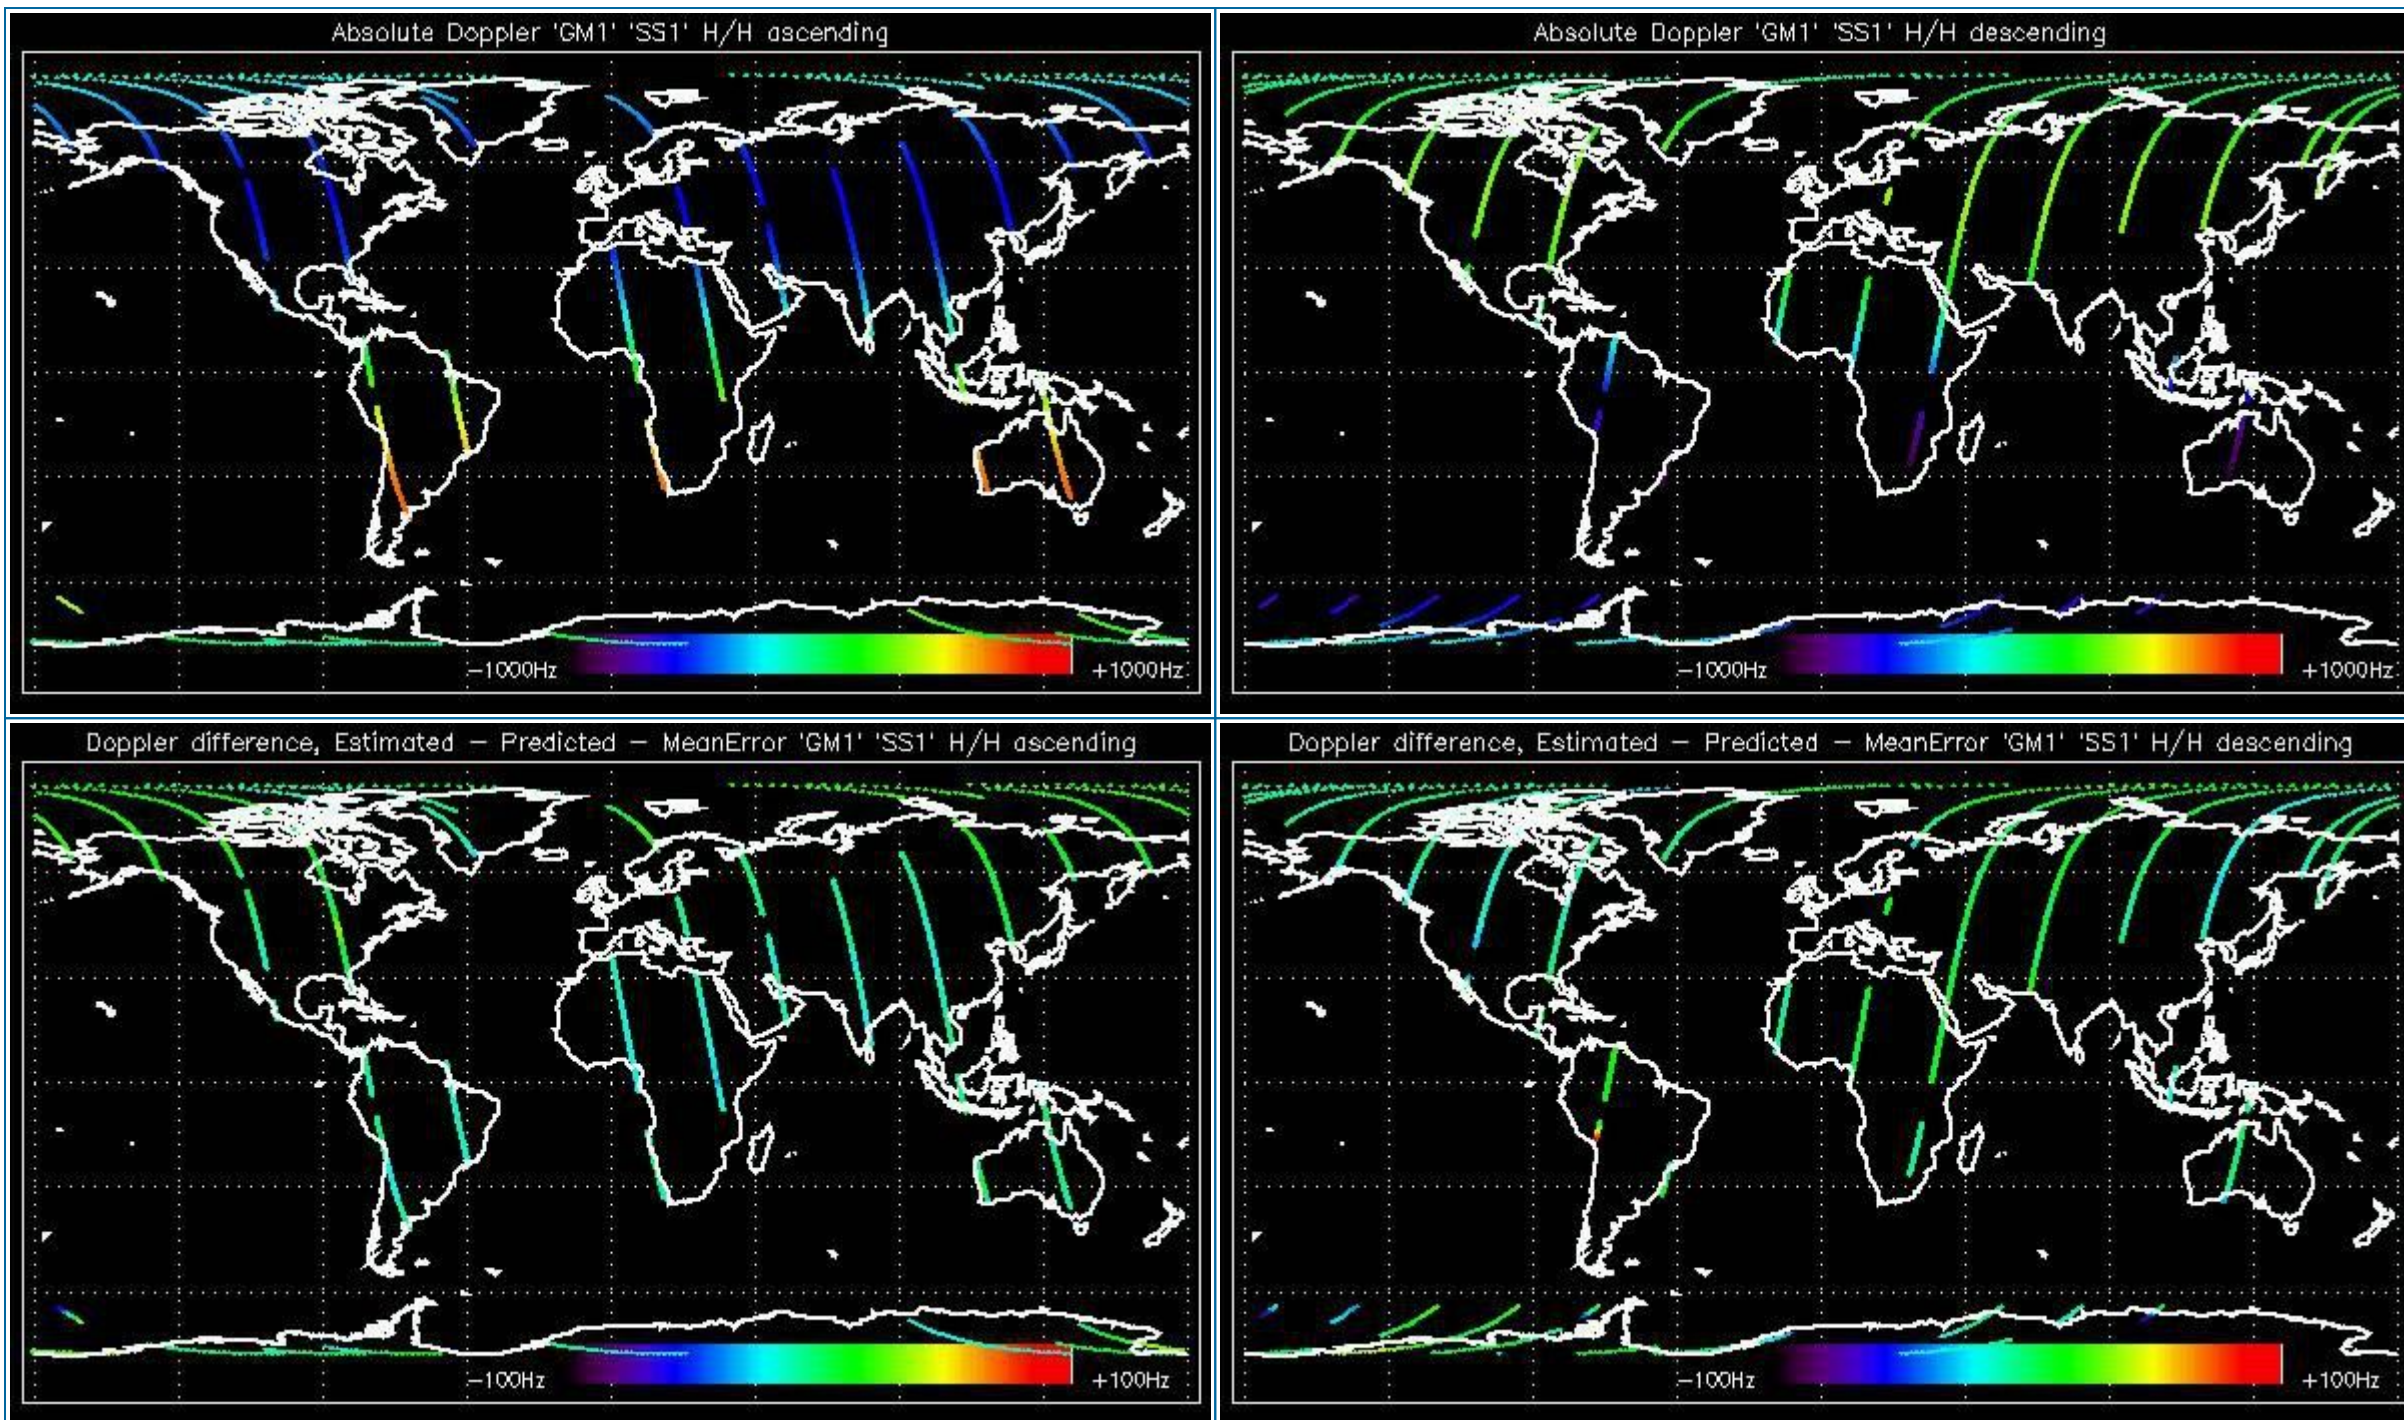 Absolute Doppler 'GM1' 'SS1' H/H ascending
-1000Hz
+1000Hz
Absolute Doppler 'GM1' 'SS1' H/H descending
-1000Hz
+1000Hz
Doppler difference, Estimated - Predicted - MeanError 'GM1' 'SS1' H/H ascending
-100Hz
+100Hz
Doppler difference, Estimated - Predicted - MeanError 'GM1' 'SS1' H/H descending
-100Hz
+100Hz